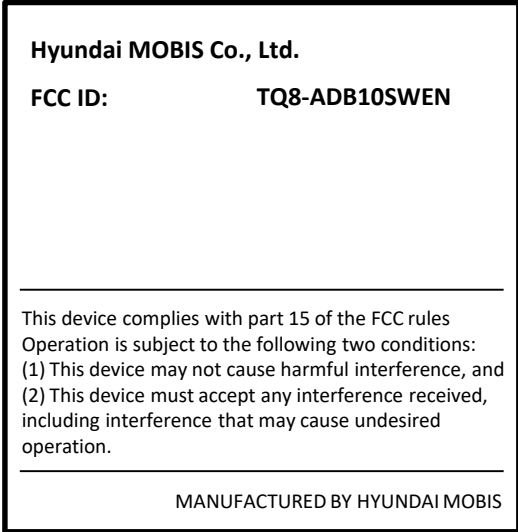 Hyundai MOBIS Co., Ltd.
FCC ID: TQ8-ADB10SWEN
This device complies with part 15 of the FCC rules
Operation is subject to the following two conditions:
(1) This device may not cause harmful interference, and
(2) This device must accept any interference received,
including interference that may cause undesired
operation.
MANUFACTURED BY HYUNDAI MOBIS